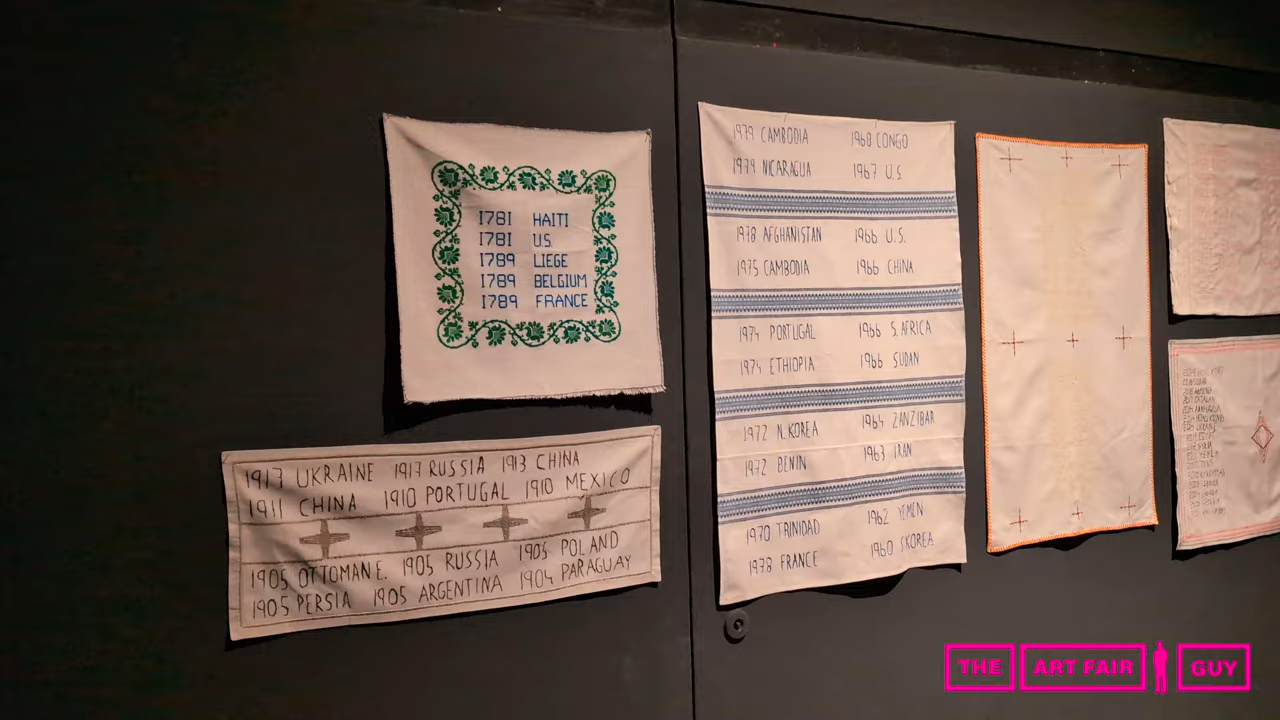 1781 HAITI
1781 U.S.
1789 LIEGE
1789 BELGIUM
1789 FRANCE
1917 UKRAINE 1917 RUSSIA 1913 CHINA
1911 CHINA 1910 PORTUGAL 1910 MEXICO
1905 OTTOMAN E. 1905 RUSSIA 1905 POLAND
1905 PERSIA 1905 ARGENTINA 1904 PARAGUAY
1979 CAMBODIA 1968 CONGO
1979 NICARAGUA 1967 U.S.
1978 AFGHANISTAN 1966 U.S.
1975 CAMBODIA 1966 CHINA
1974 PORTUGAL 1966 S. AFRICA
1974 ETHIOPIA 1966 SUDAN
1972 N. KOREA 1964 ZANZIBAR
1972 BENIN 1963 IRAN
1970 TRINIDAD 1962 YEMEN
1978 FRANCE 1960 S KOREA
THE ART FAIR GUY